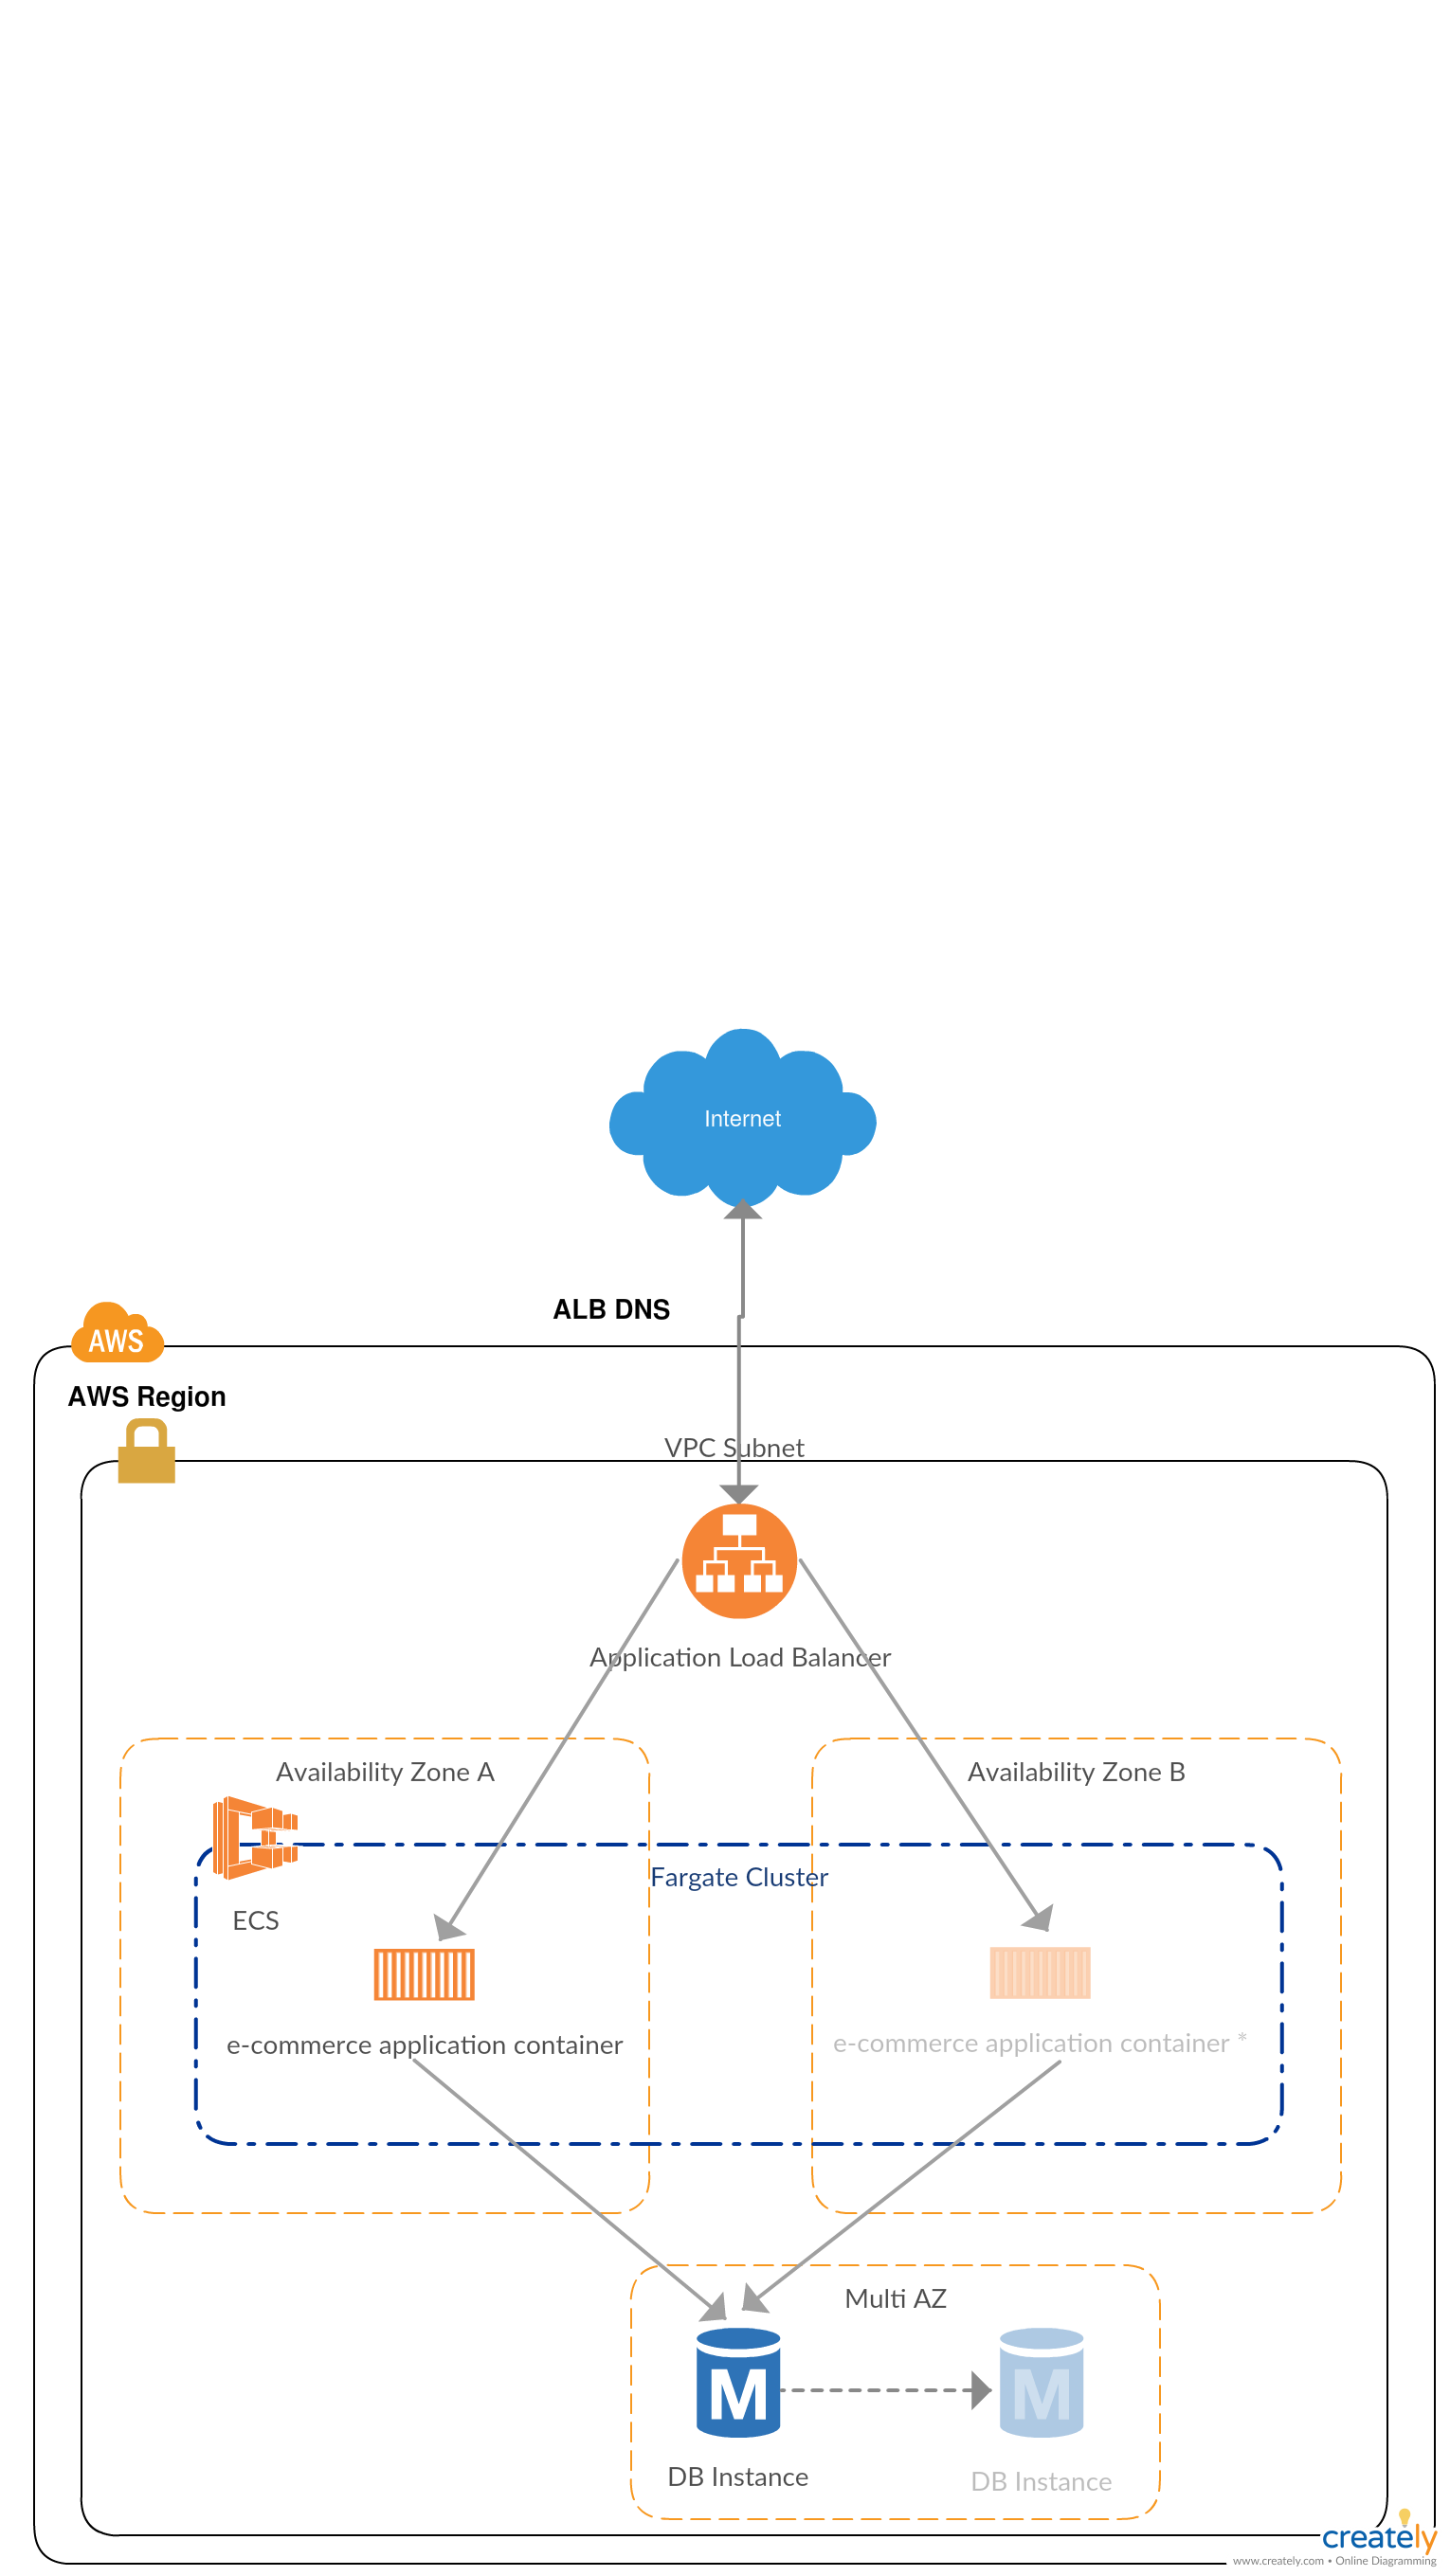 Internet
ALB DNS
AWS
AWS Region
VPC Subnet
Application Load Balancer
Availability Zone A
Availability Zone B
Fargate Cluster
ECS
e-commerce application container
e-commerce application container *
Multi AZ
M
M
DB Instance
DB Instance
creately
www.creately.com • Online Diagramming